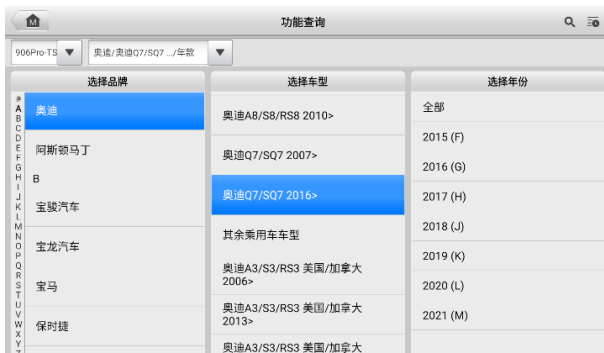 功能查询
906Pro-TS
奥迪/奥迪Q7/SQ7 .../年款
选择品牌
选择车型
选择年份
#
A
B
C
D
E
F
G
H
I
J
K
L
M
N
O
P
Q
R
S
T
U
V
W
X
Y
奥迪
阿斯顿马丁
B
宝骏汽车
宝龙汽车
宝马
保时捷
奥迪A8/S8/RS8 2010>
奥迪Q7/SQ7 2007>
奥迪Q7/SQ7 2016>
其余乘用车车型
奥迪A3/S3/RS3 美国/加拿大
2006>
奥迪A3/S3/RS3 美国/加拿大
2013>
奥迪A3/S3/RS3 美国/加拿大
全部
2015 (F)
2016 (G)
2017 (H)
2018 (J)
2019 (K)
2020 (L)
2021 (M)